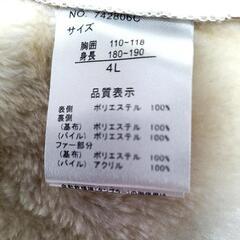 NO. 742806C
サイズ
胸囲 110-118
身長 180-190
4L
品質表示
表側 ポリエステル 100%
裏側
(基布) ポリエステル 100%
(パイル) ポリエステル 100%
ファー部分
(基布) ポリエステル 100%
(パイル) アクリル 100%